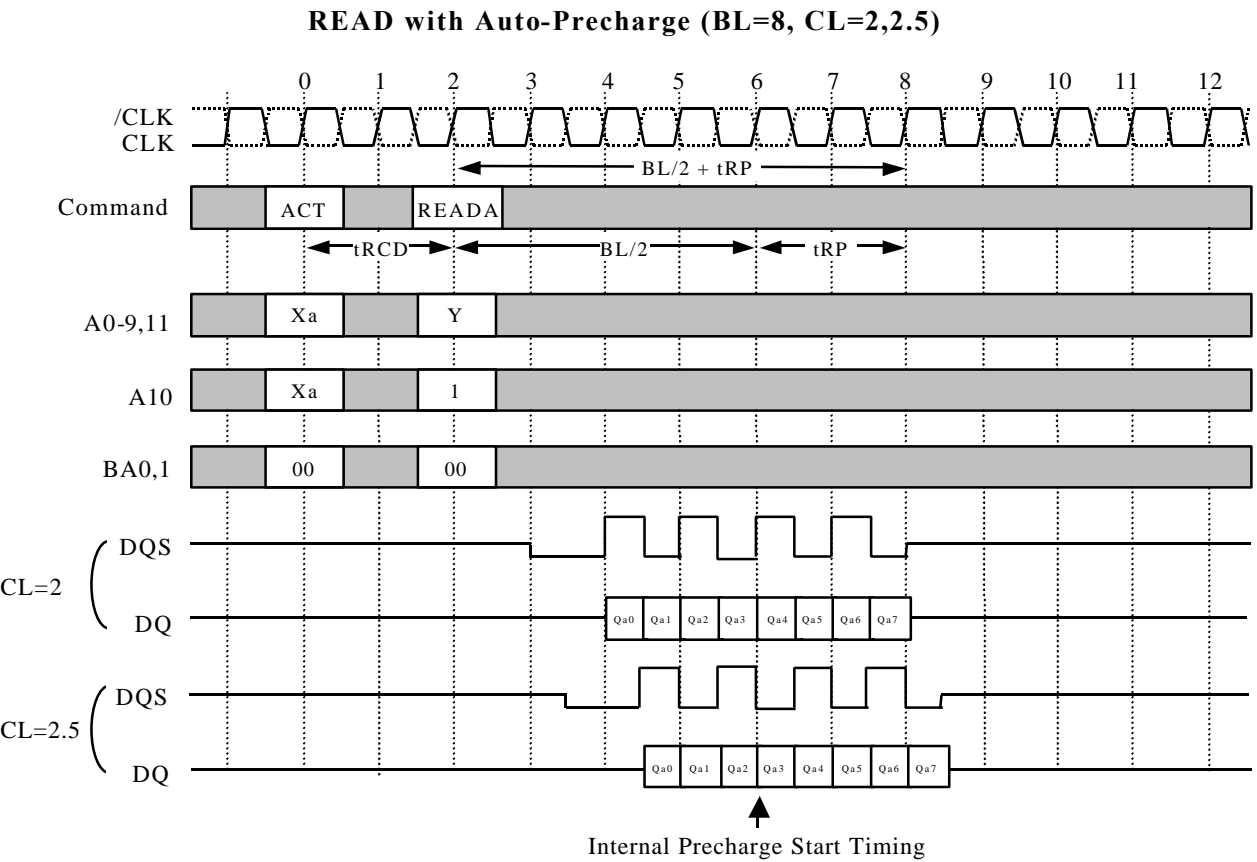 READ with Auto-Precharge (BL=8, CL=2,2.5)
0 1 2 3 4 5 6 7 8 9 10 11 12
/CLK
CLK
BL/2 + tRP
Command ACT READA
tRCD BL/2 tRP
A0-9,11 Xa Y
A10 Xa 1
BA0,1 00 00
DQS
CL=2
DQ Qa0 Qa1 Qa2 Qa3 Qa4 Qa5 Qa6 Qa7
DQS
CL=2.5
DQ Qa0 Qa1 Qa2 Qa3 Qa4 Qa5 Qa6 Qa7
Internal Precharge Start Timing